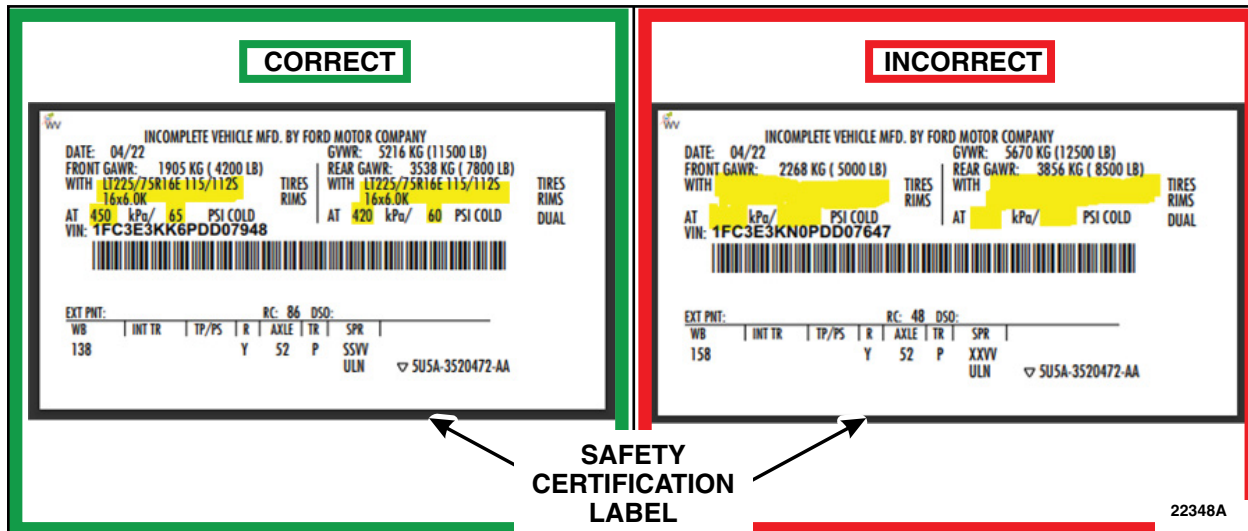 CORRECT
WV
INCOMPLETE VEHICLE MFD. BY FORD MOTOR COMPANY
DATE: 04/22 GVWR: 5216 KG (11500 LB)
FRONT GAWR: 1905 KG ( 4200 LB) REAR GAWR: 3538 KG ( 7800 LB)
WITH LT225/75R16E 115/112S TIRES WITH LT225/75R16E 115/112S TIRES
16x6.0K RIMS 16x6.0K RIMS
AT 450 kPa/ 65 PSI COLD AT 420 kPa/ 60 PSI COLD DUAL
VIN: 1FC3E3KK6PDD07948
EXT PNT: RC: 86 DSO:
WB INT TR TP/PS R AXLE TR SPR
138 Y 52 P SSVV
ULN 5U5A-3520472-AA
INCORRECT
WV
INCOMPLETE VEHICLE MFD. BY FORD MOTOR COMPANY
DATE: 04/22 GVWR: 5670 KG (12500 LB)
FRONT GAWR: 2268 KG ( 5000 LB) REAR GAWR: 3856 KG ( 8500 LB)
WITH TIRES WITH TIRES
RIMS RIMS
AT kPa/ PSI COLD AT kPa/ PSI COLD DUAL
VIN: 1FC3E3KN0PDD07647
EXT PNT: RC: 48 DSO:
WB INT TR TP/PS R AXLE TR SPR
158 Y 52 P XXVV
ULN 5U5A-3520472-AA
SAFETY
CERTIFICATION
LABEL
22348A